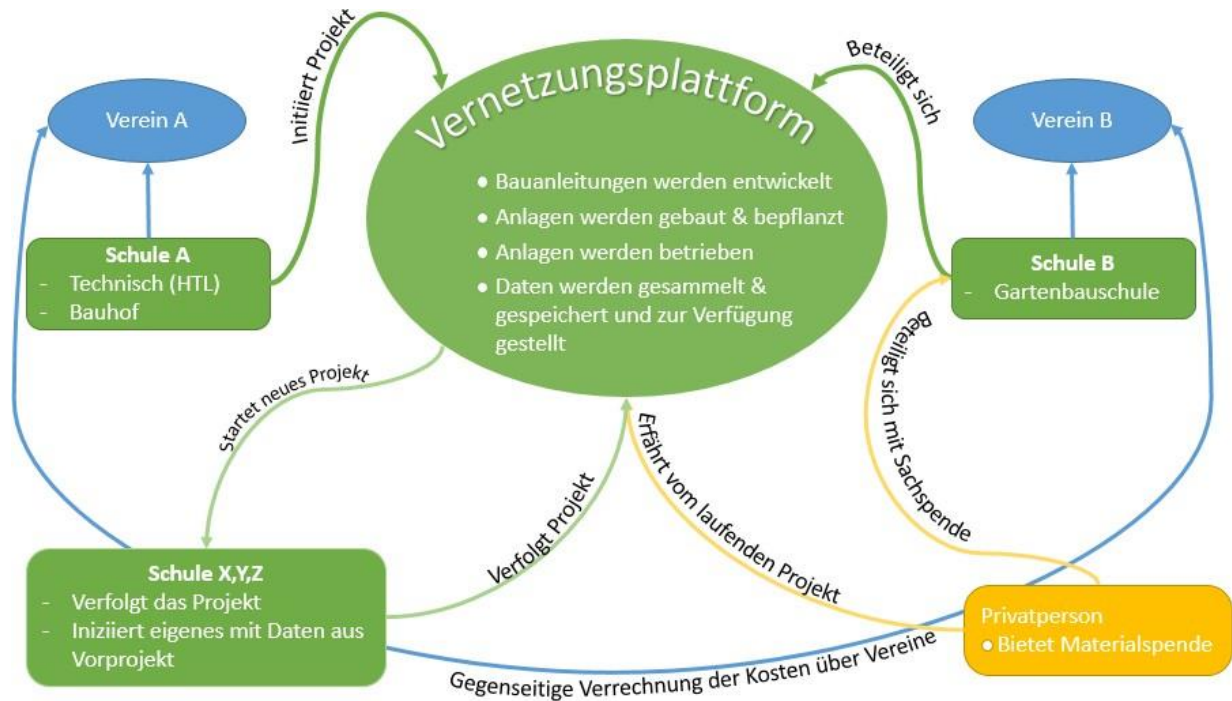 Initiiert Projekt
Vernetzungsplattform
Beteiligt sich
Verein A
Verein B
● Bauanleitungen werden entwickelt
● Anlagen werden gebaut & bepflanzt
● Anlagen werden betrieben
● Daten werden gesammelt &
gespeichert und zur Verfügung
gestellt
Schule A
- Technisch (HTL)
- Bauhof
Schule B
- Gartenbauschule
Startet neues Projekt
Verfolgt Projekt
Erfährt vom laufenden Projekt
Beteiligt sich mit Sachspende
Schule X,Y,Z
- Verfolgt das Projekt
- Iniziiert eigenes mit Daten aus
Vorprojekt
Privatperson
● Bietet Materialspende
Gegenseitige Verrechnung der Kosten über Vereine